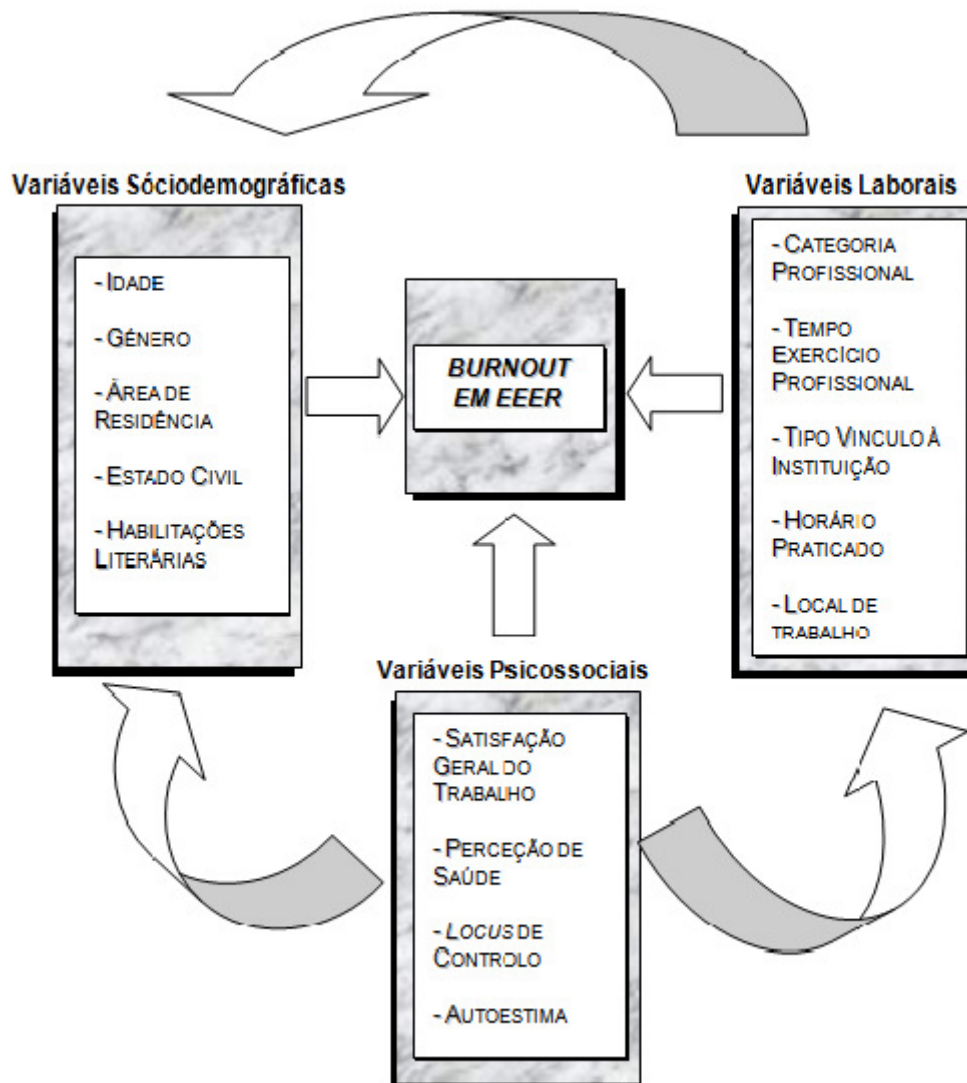 Variáveis Sóciodemográficas
- IDADE
- GÉNERO
- ÁREA DE
RESIDÊNCIA
- ESTADO CIVIL
- HABILITAÇÕES
LITERÁRIAS
BURNOUT
EM EEER
Variáveis Laborais
- CATEGORIA
PROFISSIONAL
- TEMPO
EXERCÍCIO
PROFISSIONAL
- TIPO VINCULO À
INSTITUIÇÃO
- HORÁRIO
PRATICADO
- LOCAL DE
TRABALHO
Variáveis Psicossociais
- SATISFAÇÃO
GERAL DO
TRABALHO
- PERCEÇÃO DE
SAÚDE
- LOCUS DE
CONTROLO
- AUTOESTIMA